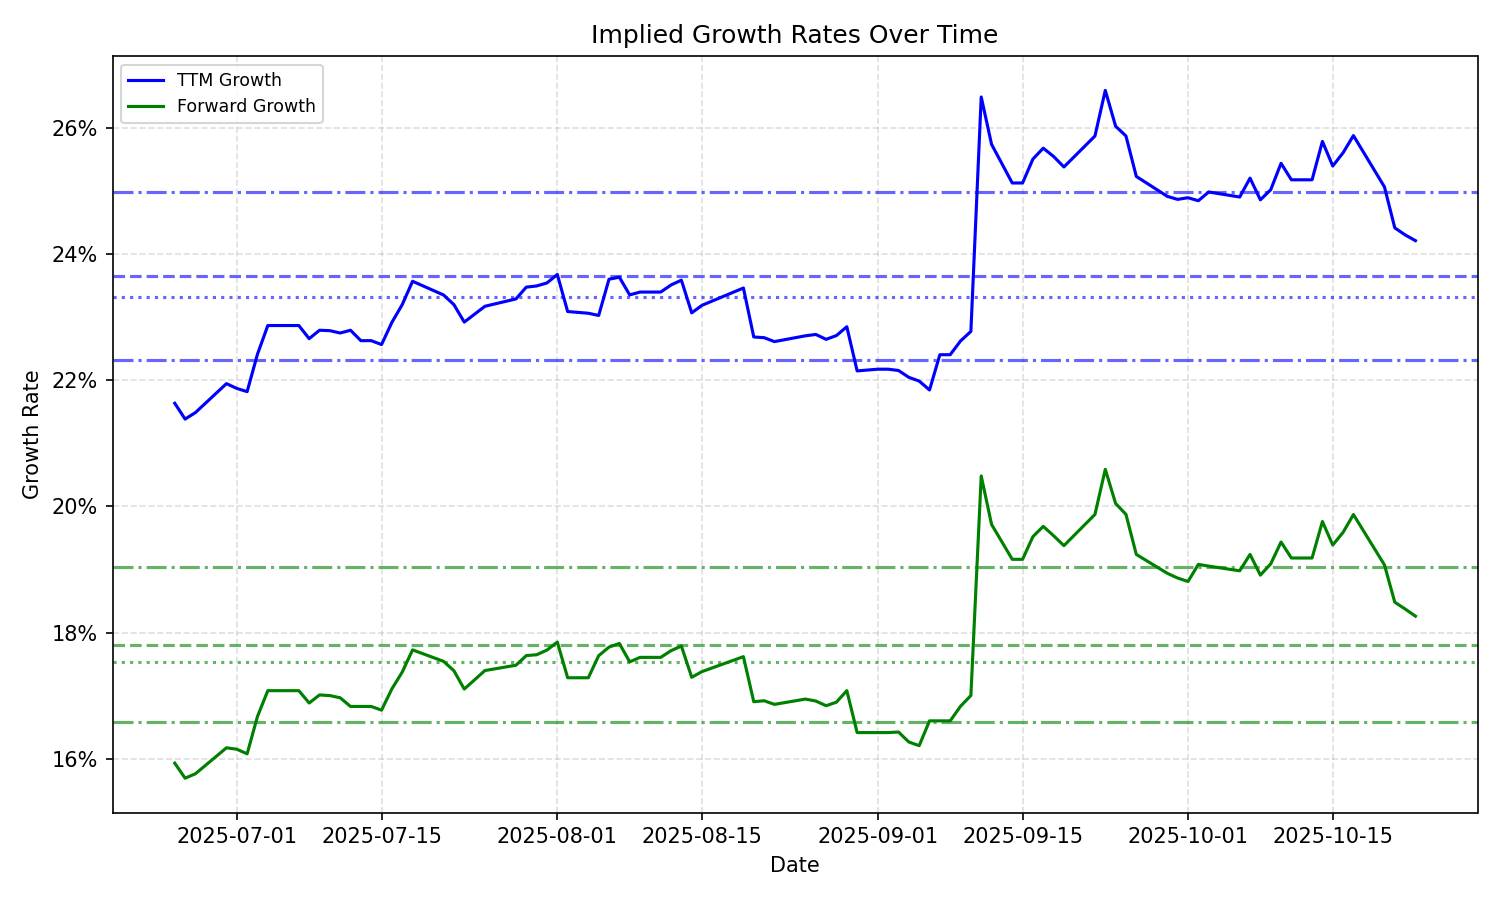 Implied Growth Rates Over Time
TTM Growth
Forward Growth
26%
24%
22%
20%
18%
16%
Growth Rate
2025-07-01 2025-07-15 2025-08-01 2025-08-15 2025-09-01 2025-09-15 2025-10-01 2025-10-15
Date